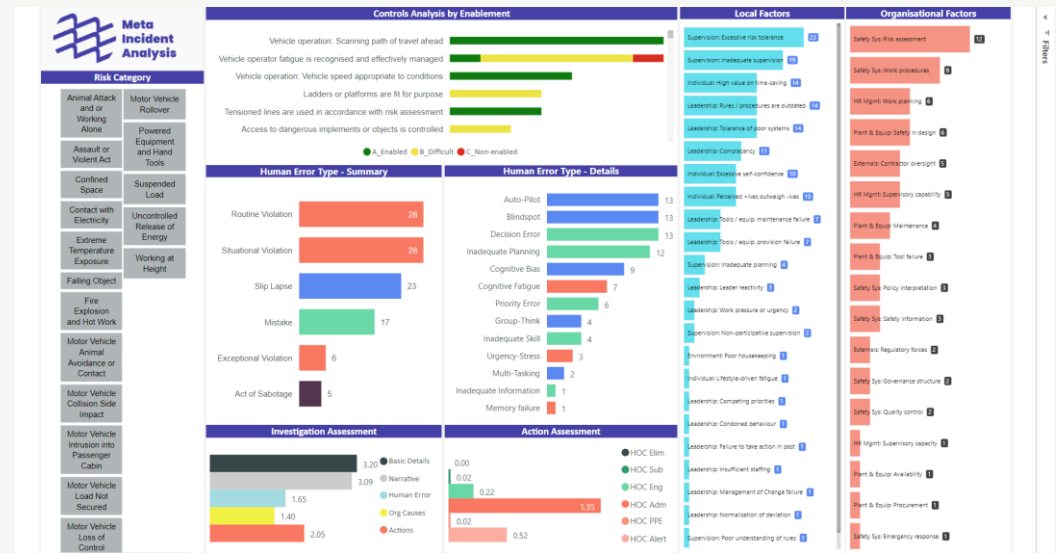 Meta
Incident
Analysis
Risk Category
Animal Attack
and or
Working
Alone
Assault or
Violent Act
Confined
Space
Contact with
Electricity
Extreme
Temperature
Exposure
Falling Object
Fire
Explosion
and Hot Work
Motor Vehicle
Animal
Avoidance or
Contact
Motor Vehicle
Collision Side
Impact
Motor Vehicle
Intrusion into
Passenger
Cabin
Motor Vehicle
Load Not
Secured
Motor Vehicle
Loss of
Control
Motor Vehicle
Rollover
Powered
Equipment
and Hand
Tools
Suspended
Load
Uncontrolled
Release of
Energy
Working at
Height
Controls Analysis by Enablement
Vehicle operation: Scanning path of travel ahead
Vehicle operator fatigue is recognised and effectively managed
Vehicle operation: Vehicle speed appropriate to conditions
Ladders or platforms are fit for purpose
Tensioned lines are used in accordance with risk assessment
Access to dangerous implements or objects is controlled
A_Enabled B_Difficult C_Non-enabled
Human Error Type - Summary
Routine Violation 28
Situational Violation 28
Slip Lapse 23
Mistake 17
Exceptional Violation 6
Act of Sabotage 5
Human Error Type - Details
Auto-Pilot 13
Blindspot 13
Decision Error 13
Inadequate Planning 12
Cognitive Bias 9
Cognitive Fatigue 7
Priority Error 6
Group-Think 4
Inadequate Skill 4
Urgency-Stress 3
Multi-Tasking 2
Inadequate Information 1
Memory failure 1
Investigation Assessment
3.20
3.09
1.65
1.40
2.05
Basic Details
Narrative
Human Error
Org Causes
Actions
Action Assessment
0.00
0.02
0.22
1.35
0.02
0.52
HOC Elim
HOC Sub
HOC Eng
HOC Adm
HOC PPE
HOC Alert
Local Factors
Supervision: Excessive risk tolerance 22
Supervision: Inadequate supervision 19
Individual: High value on time-saving 14
Leadership: Rules / procedures are outdated 14
Leadership: Tolerance of poor systems 14
Leadership: Complacency 11
Individual: Excessive self-confidence 10
Individual: Perceived +ives outweigh -ives 10
Leadership: Tools / equip. maintenance failure 7
Leadership: Tools / equip. provision failure 7
Supervision: Inadequate planning 4
Leadership: Leader reactivity 3
Leadership: Work pressure or urgency 2
Supervision: Non-participative supervision 2
Environment: Poor housekeeping 1
Individual: Lifestyle-driven fatigue 1
Leadership: Competing priorities 1
Leadership: Condoned behaviour 1
Leadership: Failure to take action in past 1
Leadership: Insufficient staffing 1
Leadership: Management of Change failure 1
Leadership: Normalisation of deviation 1
Supervision: Poor understanding of rules 1
Organisational Factors
Safety Sys: Risk assessment 12
Safety Sys: Work procedures 9
HR Mgmt: Work planning 6
Plant & Equip: Safety in design 6
Externals: Contractor oversight 5
HR Mgmt: Supervisory capability 5
Plant & Equip: Maintenance 4
Plant & Equip: Tool failure 3
Safety Sys: Policy interpretation 3
Safety Sys: Safety information 3
Externals: Regulatory forces 2
Safety Sys: Governance structure 2
Safety Sys: Quality control 2
HR Mgmt: Supervisory capacity 1
Plant & Equip: Availability 1
Plant & Equip: Procurement 1
Safety Sys: Emergency response 1
Filters